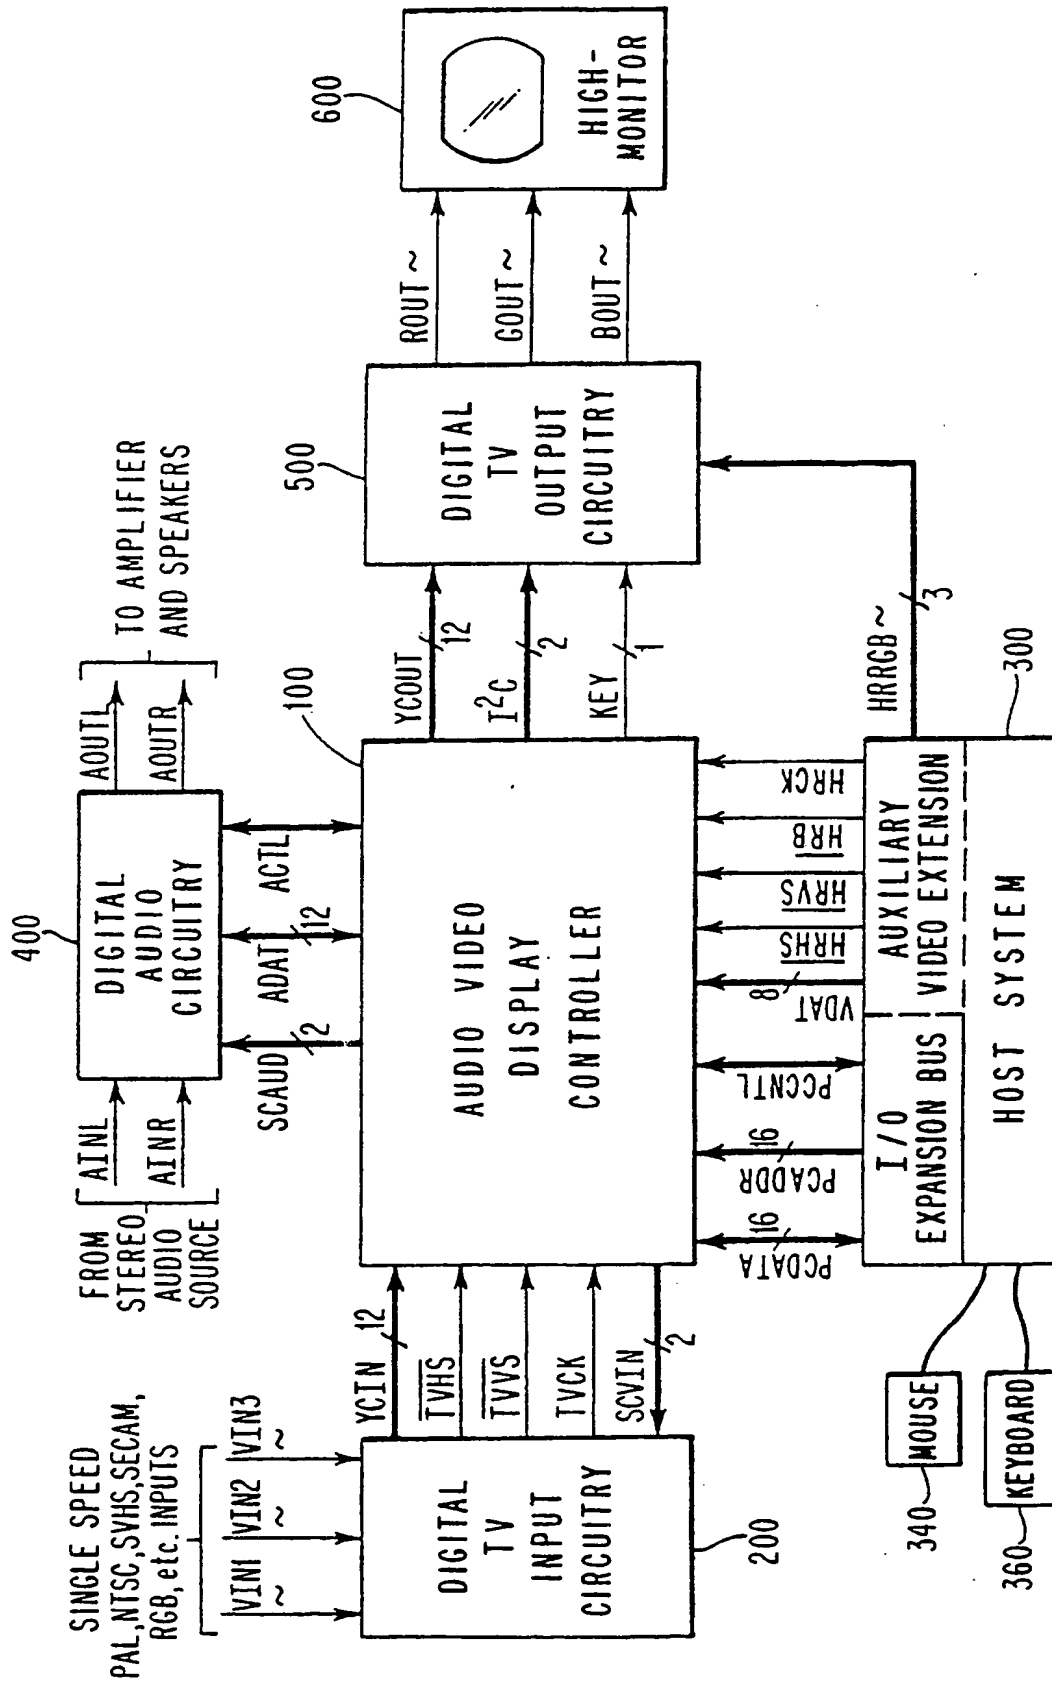 SINGLE SPEED
PAL,NTSC,SVHS,SECAM,
RGB, etc. INPUTS
VIN1
~
VIN2
~
VIN3
~
DIGITAL
TV
INPUT
CIRCUITRY
200
YCIN
12
TVHS
TVVS
TVCK
SCVIN
2
FROM
STEREO
AUDIO
SOURCE
AINL
AINR
400
DIGITAL
AUDIO
CIRCUITRY
AOUTL
AOUTR
TO AMPLIFIER
AND SPEAKERS
SCAUD
2
ADAT
12
ACTL
100
AUDIO VIDEO
DISPLAY
CONTROLLER
YCOUT
12
I2C
2
KEY
1
500
DIGITAL
TV
OUTPUT
CIRCUITRY
ROUT ~
GOUT ~
BOUT ~
600
HIGH-
MONITOR
PCDATA
16
PCADDR
16
PCCNTL
VDAT
8
HRHS
HRVS
HRB
HRCK
HRRGB ~
3
I/O
EXPANSION BUS
AUXILIARY
VIDEO EXTENSION
HOST SYSTEM
300
MOUSE
340
KEYBOARD
360